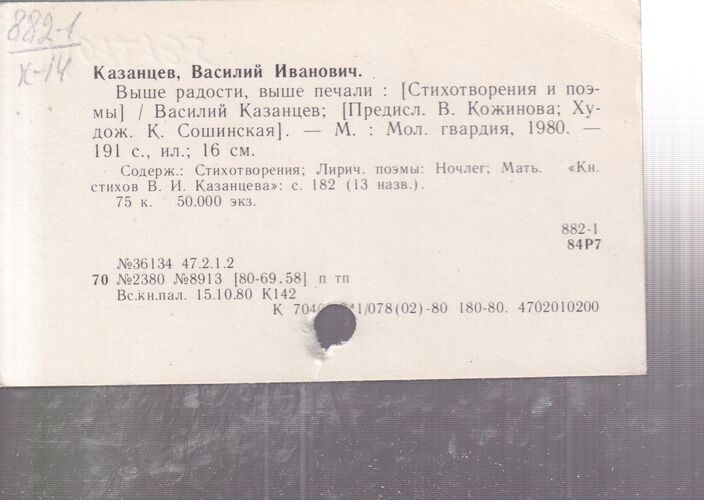 882-1
К-14
Казанцев, Василий Иванович.
Выше радости, выше печали : [Стихотворения и поэ-
мы] / Василий Казанцев; [Предисл. В. Кожинова; Ху-
дож. К. Сошинская]. — М. : Мол. гвардия, 1980. —
191 с., ил.; 16 см.
Содерж.: Стихотворения; Лирич. поэмы: Ночлег; Мать. «Кн.
стихов В. И. Казанцева»: с. 182 (13 назв.).
75 к. 50.000 экз.
882-1
84Р7
№36134 47.2.1.2
70 №2380 №8913 [80-69.58] п тп
Вс.кн.пал. 15.10.80 К142
К /078(02)-80 180-80. 4702010200